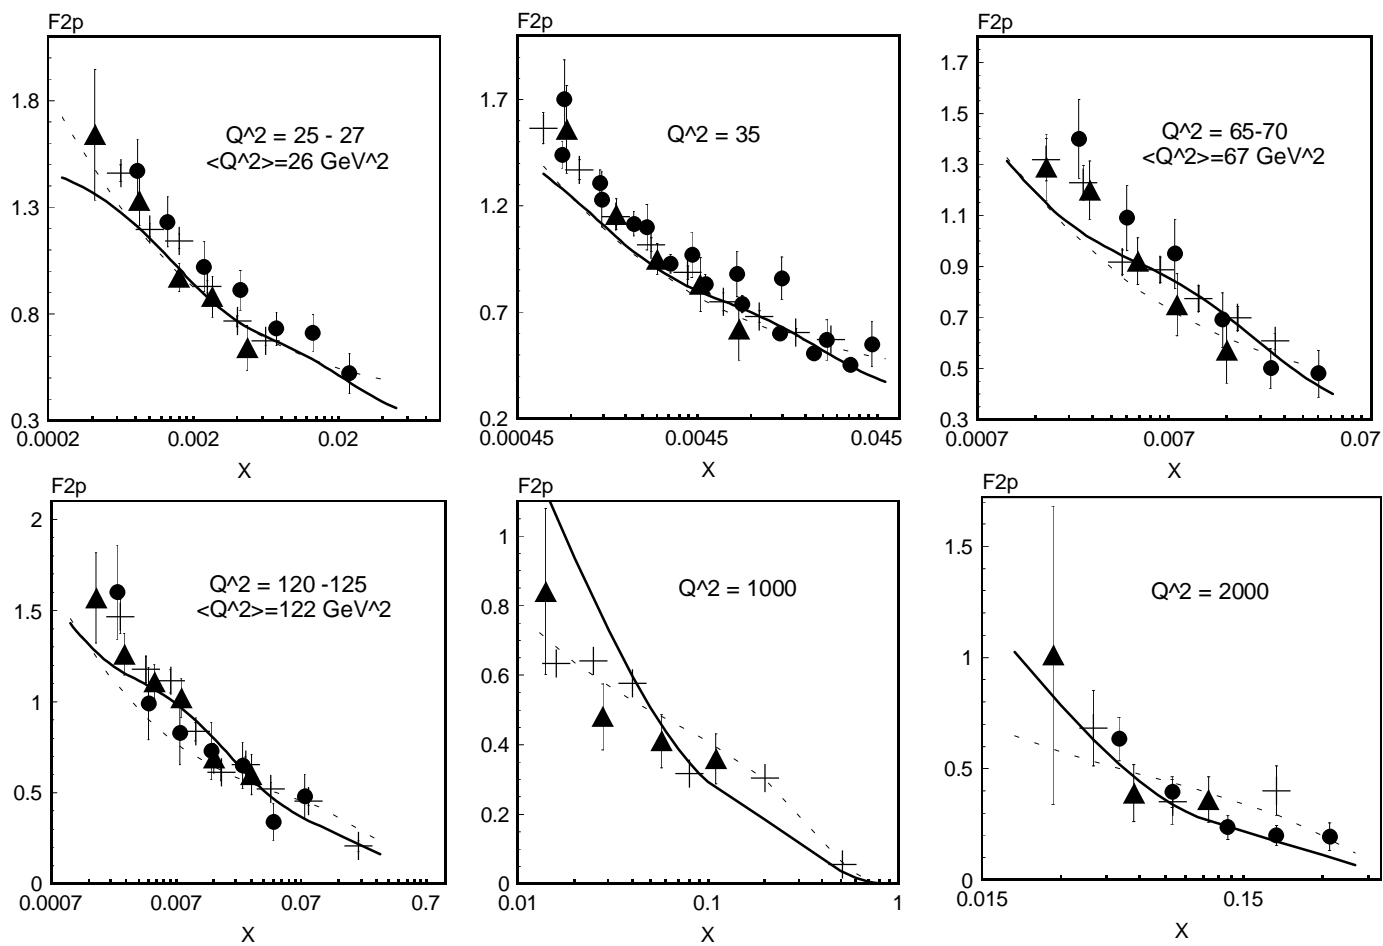 F2p
1.8
1.3
0.8
0.3
Q^2 = 25 - 27
<Q^2>=26 GeV^2
0.0002 0.002 0.02
X
F2p
1.7
1.2
0.7
0.2
Q^2 = 35
0.00045 0.0045 0.045
X
F2p
1.7
1.5
1.3
1.1
0.9
0.7
0.5
0.3
Q^2 = 65-70
<Q^2>=67 GeV^2
0.0007 0.007 0.07
X
F2p
2
1.5
1
0.5
0
Q^2 = 120 -125
<Q^2>=122 GeV^2
0.0007 0.007 0.07 0.7
X
F2p
1
0.8
0.6
0.4
0.2
0
Q^2 = 1000
0.01 0.1 1
X
F2p
1.5
1
0.5
0
Q^2 = 2000
0.015 0.15
X